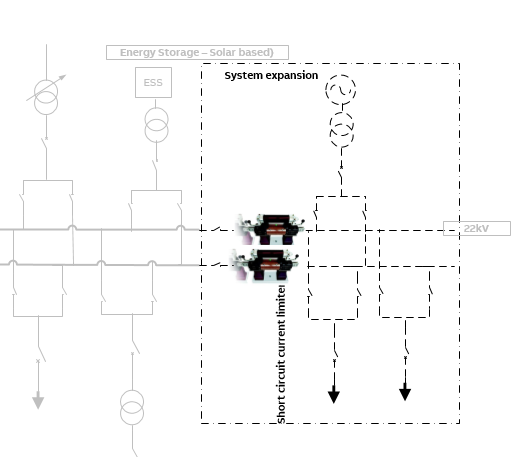 Energy Storage – Solar based)
System expansion
ESS
22kV
Short circuit current limiter